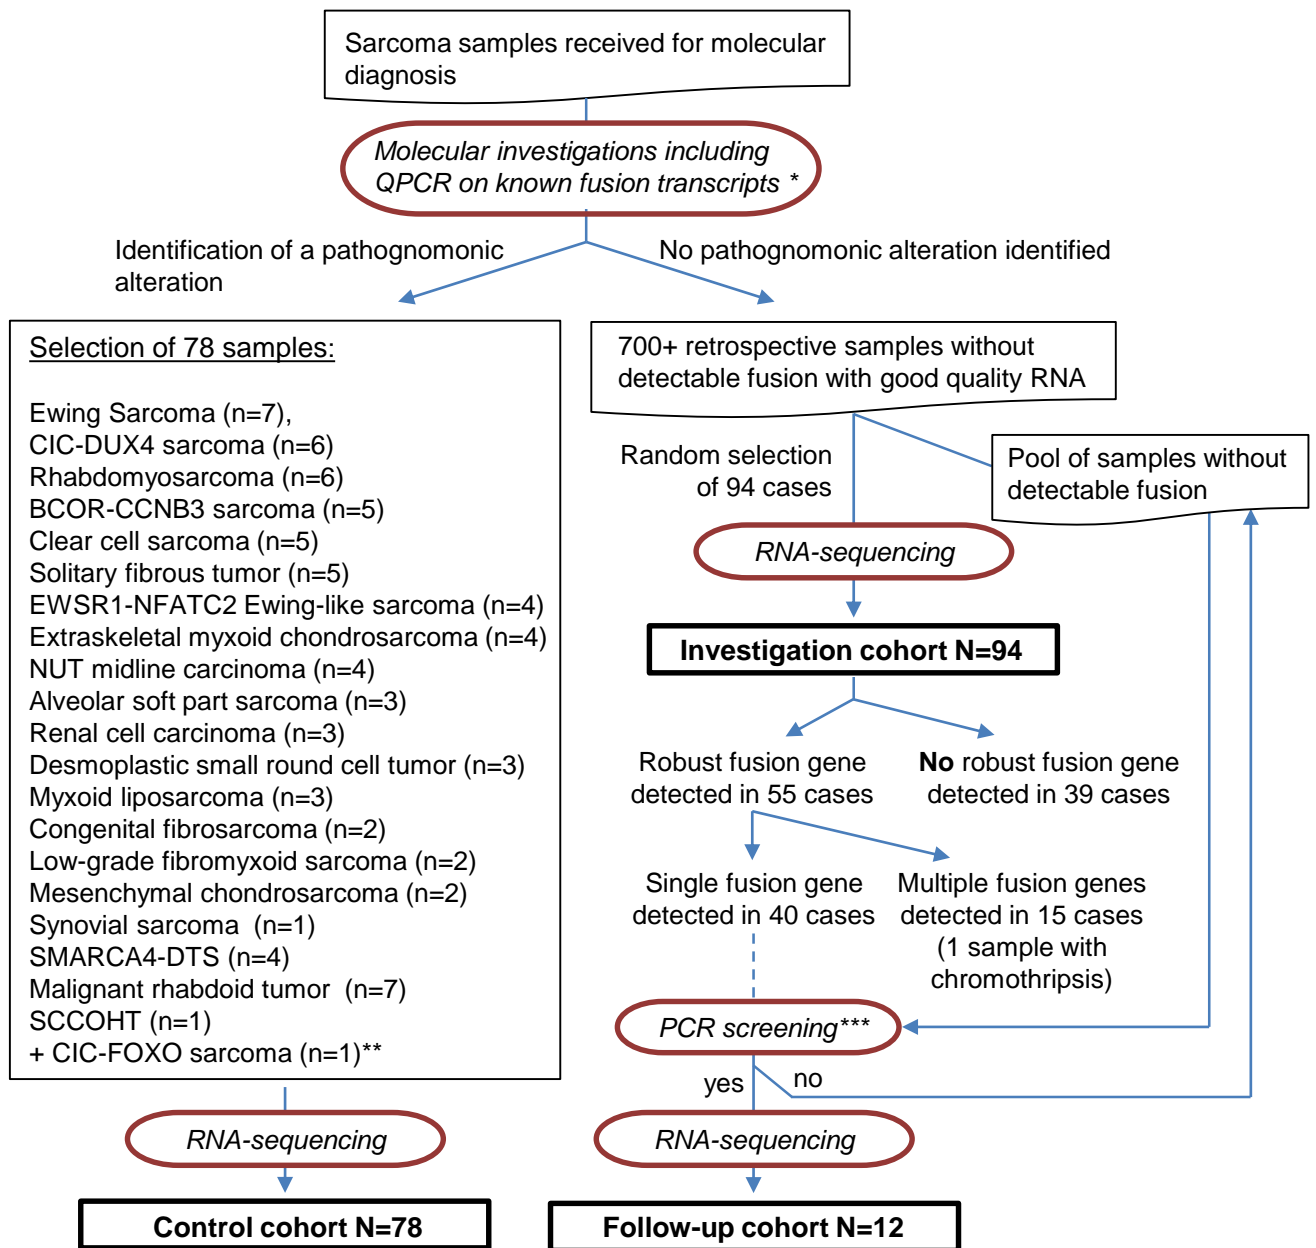 Sarcoma samples received for molecular
diagnosis
Molecular investigations including
QPCR on known fusion transcripts *
Identification of a pathognomonic
alteration
No pathognomonic alteration identified
Selection of 78 samples:
Ewing Sarcoma (n=7),
CIC-DUX4 sarcoma (n=6)
Rhabdomyosarcoma (n=6)
BCOR-CCNB3 sarcoma (n=5)
Clear cell sarcoma (n=5)
Solitary fibrous tumor (n=5)
EWSR1-NFATC2 Ewing-like sarcoma (n=4)
Extraskeletal myxoid chondrosarcoma (n=4)
NUT midline carcinoma (n=4)
Alveolar soft part sarcoma (n=3)
Renal cell carcinoma (n=3)
Desmoplastic small round cell tumor (n=3)
Myxoid liposarcoma (n=3)
Congenital fibrosarcoma (n=2)
Low-grade fibromyxoid sarcoma (n=2)
Mesenchymal chondrosarcoma (n=2)
Synovial sarcoma (n=1)
SMARCA4-DTS (n=4)
Malignant rhabdoid tumor (n=7)
SCCOHT (n=1)
+ CIC-FOXO sarcoma (n=1)**
RNA-sequencing
Control cohort N=78
700+ retrospective samples without
detectable fusion with good quality RNA
Random selection
of 94 cases
Pool of samples without
detectable fusion
RNA-sequencing
Investigation cohort N=94
Robust fusion gene
detected in 55 cases
No robust fusion gene
detected in 39 cases
Single fusion gene
detected in 40 cases
Multiple fusion genes
detected in 15 cases
(1 sample with
chromothripsis)
PCR screening***
yes
no
RNA-sequencing
Follow-up cohort N=12